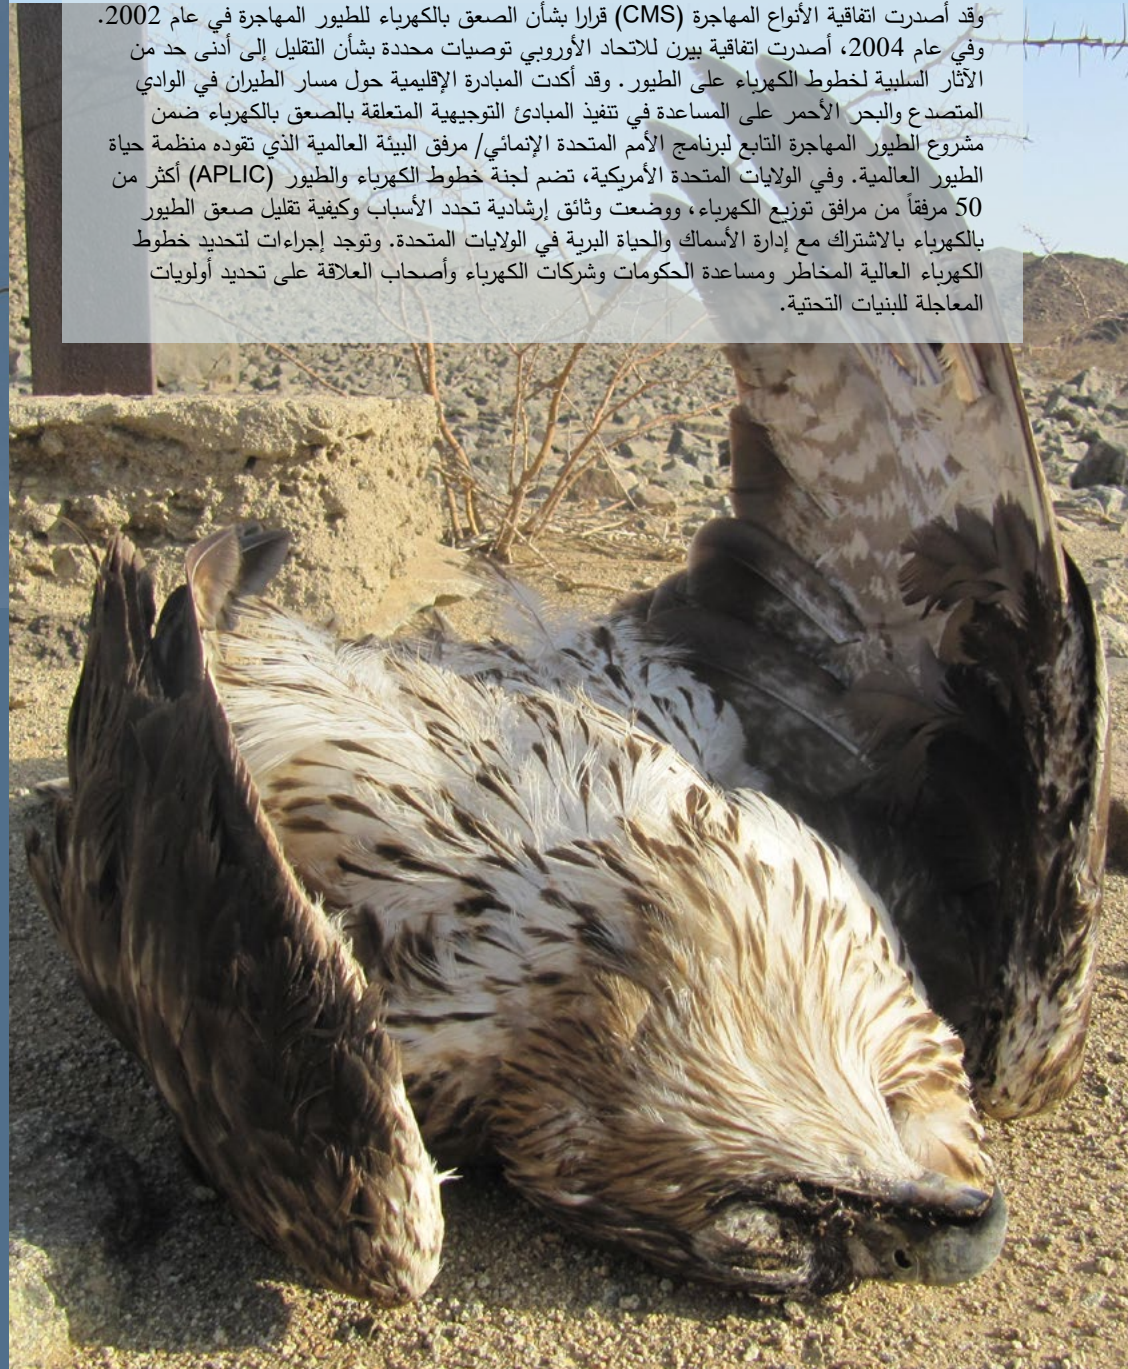 وقد أصدرت اتفاقية الأنواع المهاجرة (CMS) قرارا بشأن الصعق بالكهرباء للطيور المهاجرة في عام 2002.
وفي عام 2004، أصدرت اتفاقية بيرن للاتحاد الأوروبي توصيات محددة بشأن التقليل إلى أدنى حد من
الآثار السلبية لخطوط الكهرباء على الطيور. وقد أكدت المبادرة الإقليمية حول مسار الطيران في الوادي
المتصدع والبحر الأحمر على المساعدة في تنفيذ المبادئ التوجيهية المتعلقة بالصعق بالكهرباء ضمن
مشروع الطيور المهاجرة التابع لبرنامج الأمم المتحدة الإنمائي/ مرفق البيئة العالمية الذي تقوده منظمة حياة
الطيور العالمية. وفي الولايات المتحدة الأمريكية، تضم لجنة خطوط الكهرباء والطيور (APLIC) أكثر من
50 مرفقاً من مرافق توزيع الكهرباء، ووضعت وثائق إرشادية تحدد الأسباب وكيفية تقليل صعق الطيور
بالكهرباء بالاشتراك مع إدارة الأسماك والحياة البرية في الولايات المتحدة. وتوجد إجراءات لتحديد خطوط
الكهرباء العالية المخاطر ومساعدة الحكومات وشركات الكهرباء وأصحاب العلاقة على تحديد أولويات
المعاجلة للبنيات التحتية.